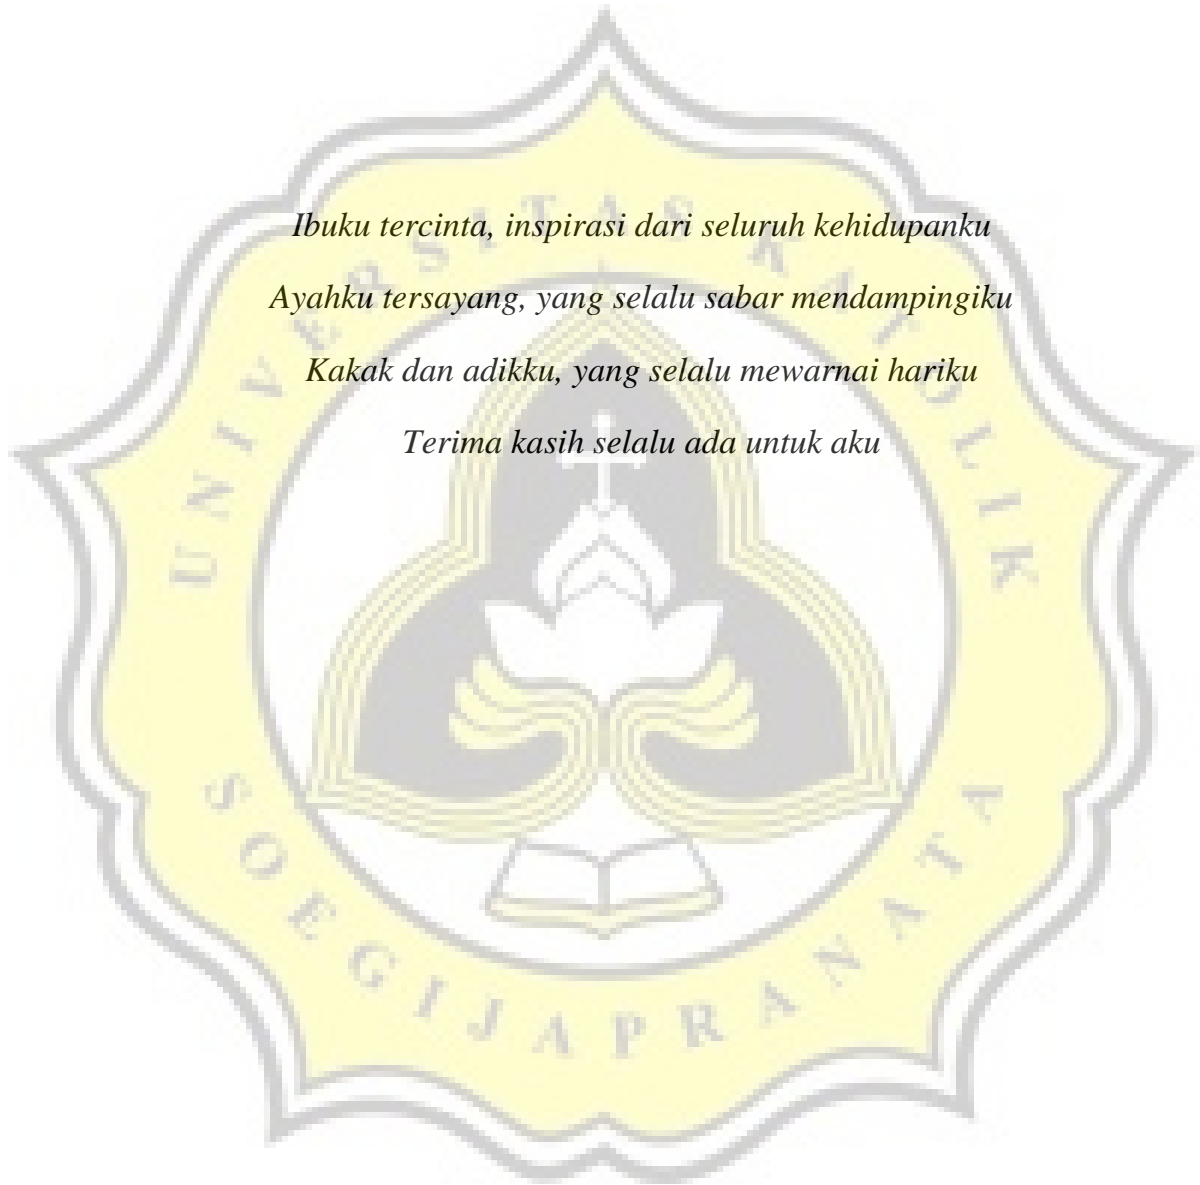 Ibuku tercinta, inspirasi dari seluruh kehidupanku
Ayahku tersayang, yang selalu sabar mendampingiku
Kakak dan adikku, yang selalu mewarnai hariku
Terima kasih selalu ada untuk aku
UNIVERSITAS KATOLIK
SOEGIJAPRANATA